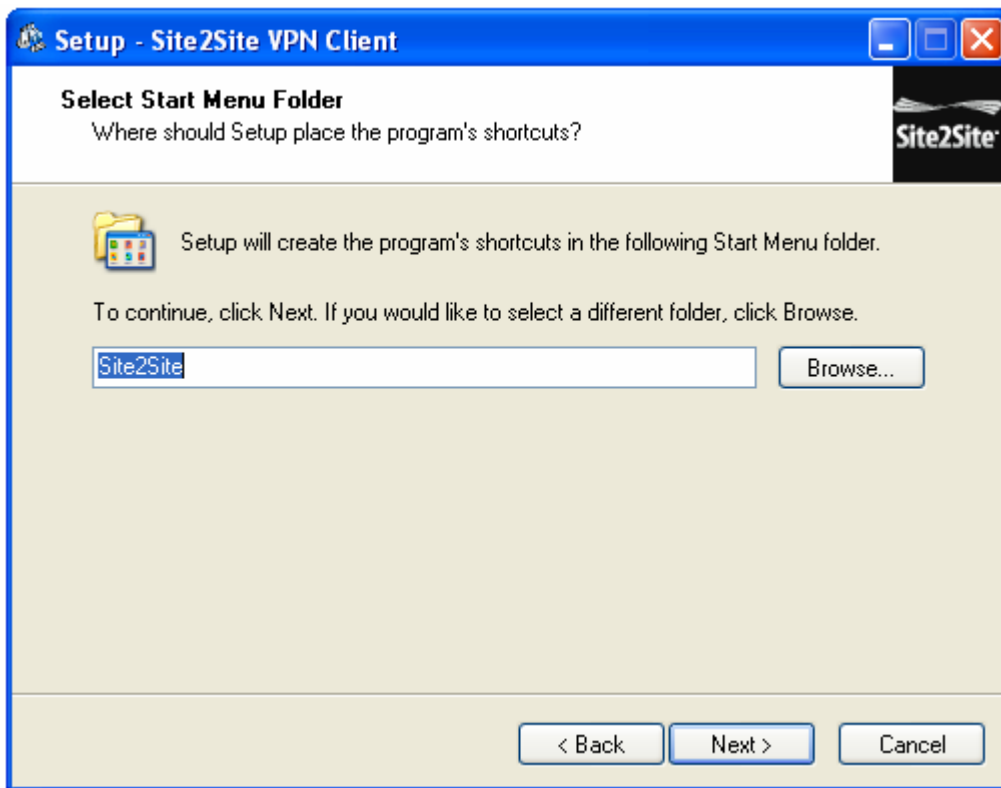 Setup - Site2Site VPN Client
Select Start Menu Folder
Where should Setup place the program's shortcuts?
Site2Site
Setup will create the program's shortcuts in the following Start Menu folder.
To continue, click Next. If you would like to select a different folder, click Browse.
Site2Site
Browse...
< Back
Next >
Cancel